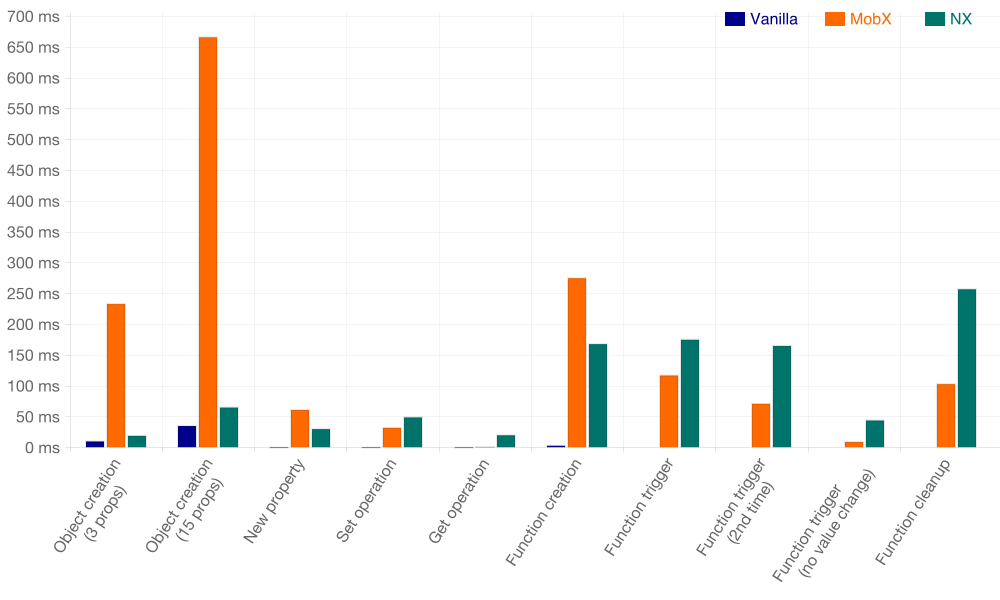 Vanilla
MobX
NX
700 ms
650 ms
600 ms
550 ms
500 ms
450 ms
400 ms
350 ms
300 ms
250 ms
200 ms
150 ms
100 ms
50 ms
0 ms
Object creation
(3 props)
Object creation
(15 props)
New property
Set operation
Get operation
Function creation
Function trigger
Function trigger
(2nd time)
Function trigger
(no value change)
Function cleanup